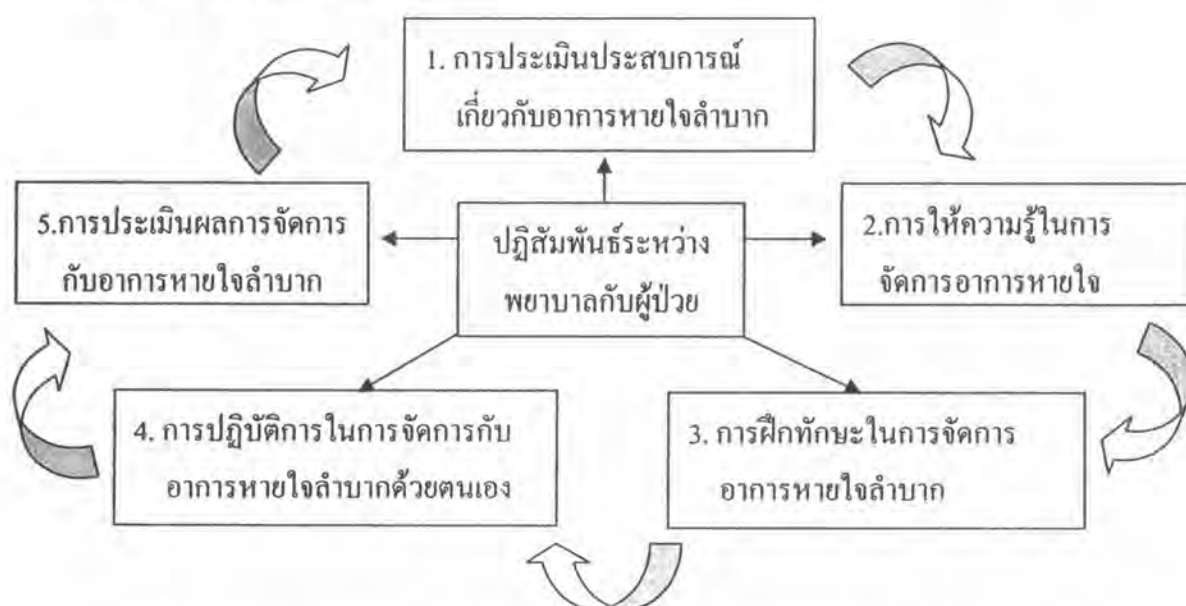 1. การประเมินประสบการณ์
เกี่ยวกับอาการหายใจลำบาก
5.การประเมินผลการจัดการ
กับอาการหายใจลำบาก
ปฏิสัมพันธ์ระหว่าง
พยาบาลกับผู้ป่วย
2.การให้ความรู้ในการ
จัดการอาการหายใจ
4. การปฏิบัติการในการจัดการกับ
อาการหายใจลำบากด้วยตนเอง
3. การฝึกทักษะในการจัดการ
อาการหายใจลำบาก